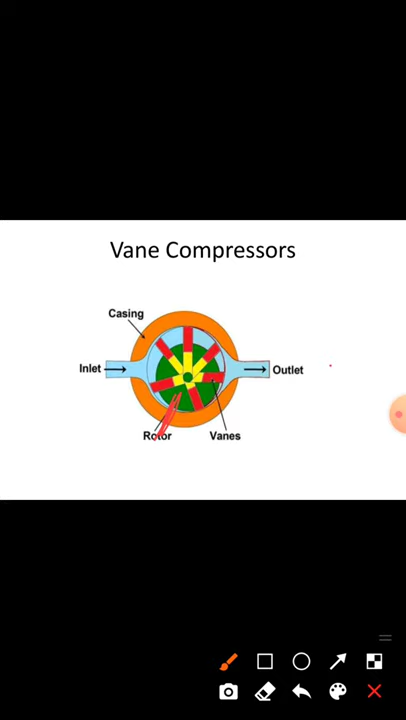 Vane Compressors
Casing
Inlet
Outlet
Rotor
Vanes